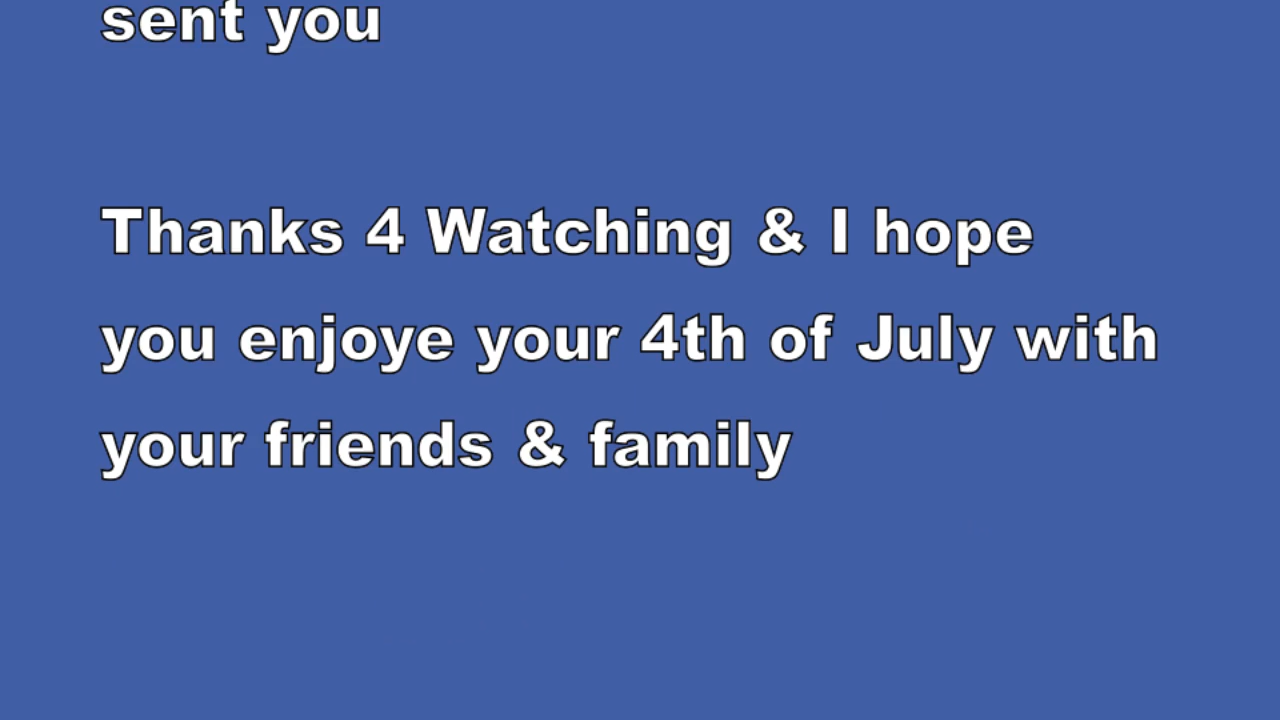 sent you
Thanks 4 Watching & I hope
you enjoye your 4th of July with
your friends & family